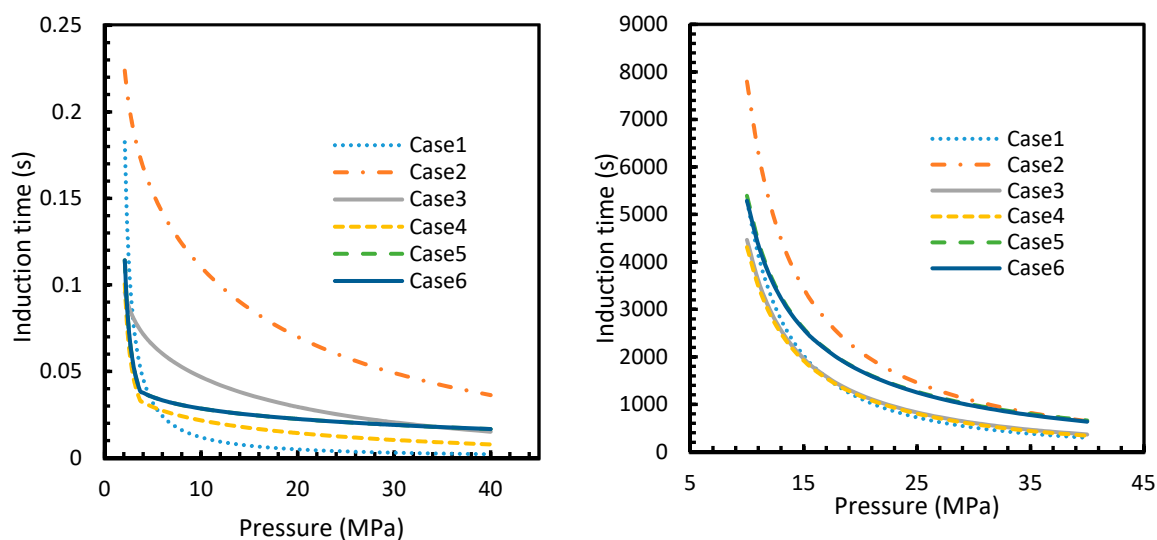 0.25
0.2
0.15
0.1
0.05
0
Induction time (s)
0
10
20
30
40
Pressure (MPa)
Case1
Case2
Case3
Case4
Case5
Case6
9000
8000
7000
6000
5000
4000
3000
2000
1000
0
Induction time (s)
5
15
25
35
45
Pressure (MPa)
Case1
Case2
Case3
Case4
Case5
Case6